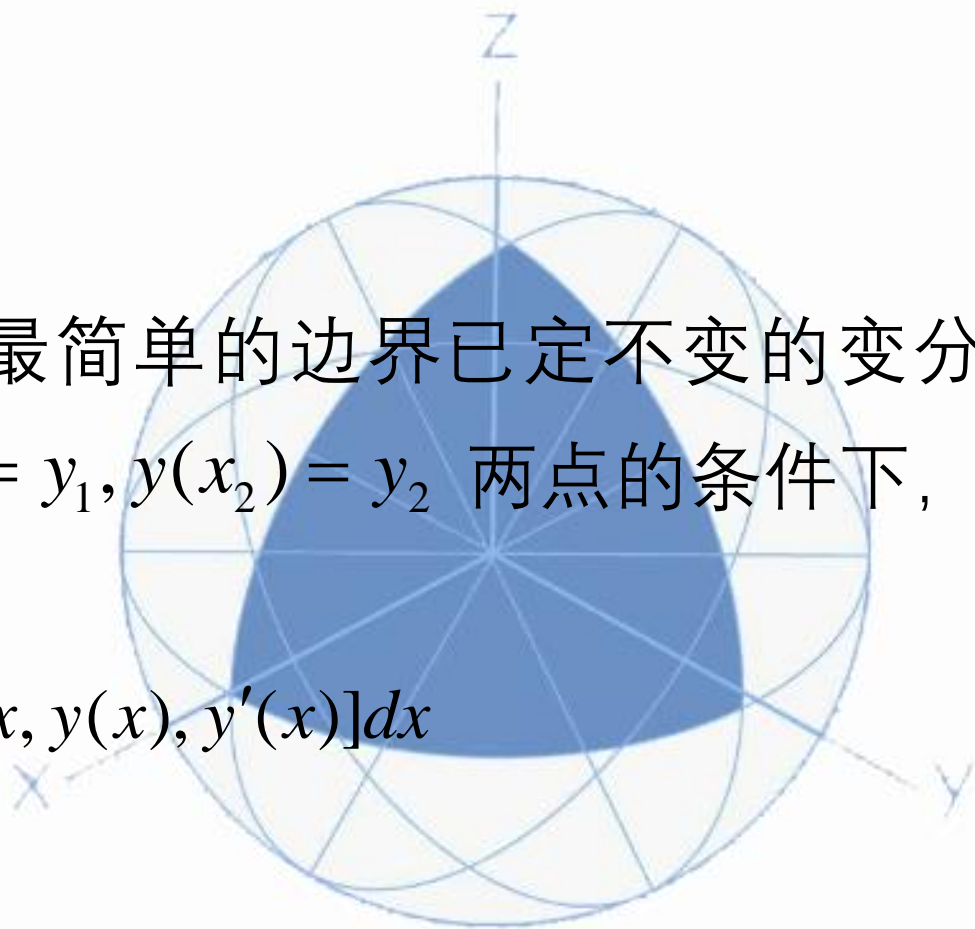 Z
最简单的边界已定不变的变分
= y₁, y(x₂) = y₂ 两点的条件下,
x, y(x), y′(x)]dx
X
Y